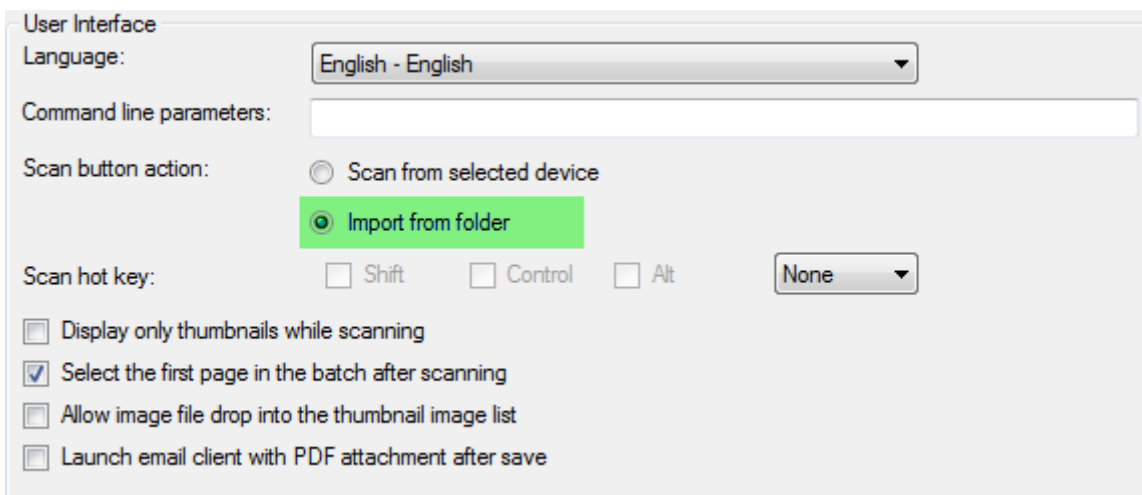 User Interface
Language: English - English
Command line parameters:
Scan button action: Scan from selected device
Import from folder
Scan hot key: Shift Control Alt None
Display only thumbnails while scanning
Select the first page in the batch after scanning
Allow image file drop into the thumbnail image list
Launch email client with PDF attachment after save